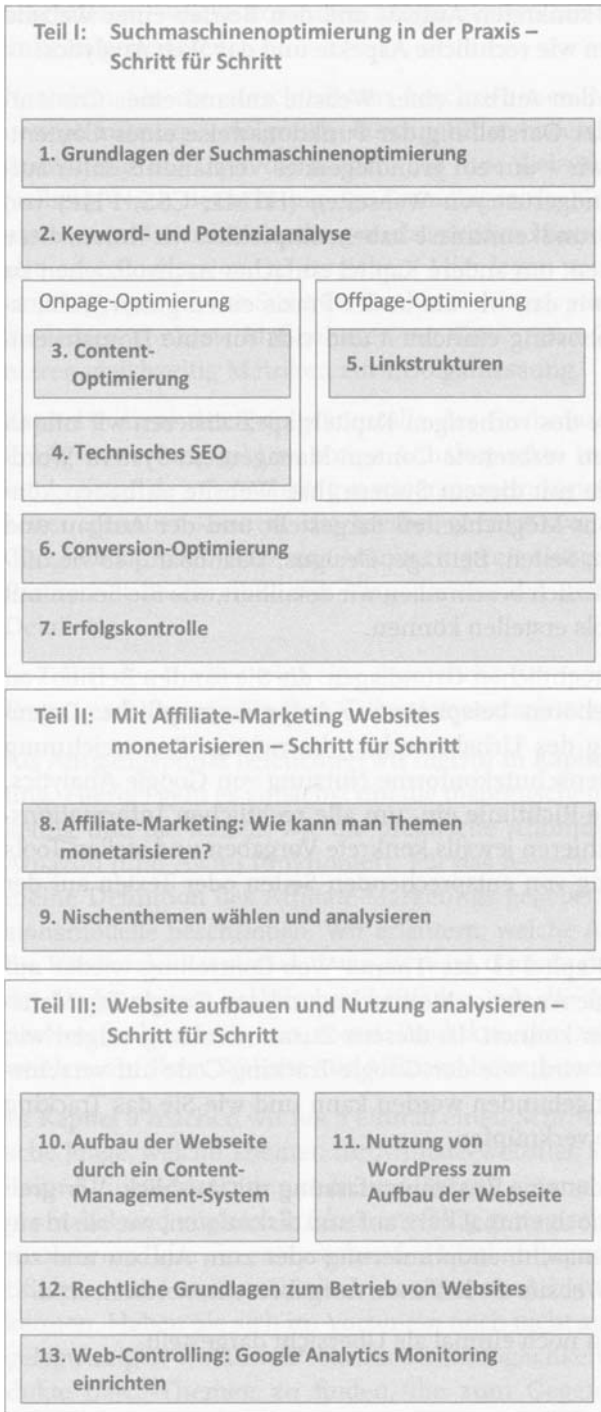 Teil I: Suchmaschinenoptimierung in der Praxis –
Schritt für Schritt
1. Grundlagen der Suchmaschinenoptimierung
2. Keyword- und Potenzialanalyse
Onpage-Optimierung
3. Content-
Optimierung
4. Technisches SEO
Offpage-Optimierung
5. Linkstrukturen
6. Conversion-Optimierung
7. Erfolgskontrolle
Teil II: Mit Affiliate-Marketing Websites
monetarisieren – Schritt für Schritt
8. Affiliate-Marketing: Wie kann man Themen
monetarisieren?
9. Nischenthemen wählen und analysieren
Teil III: Website aufbauen und Nutzung analysieren –
Schritt für Schritt
10. Aufbau der Webseite
durch ein Content-
Management-System
11. Nutzung von
WordPress zum
Aufbau der Webseite
12. Rechtliche Grundlagen zum Betrieb von Websites
13. Web-Controlling: Google Analytics Monitoring
einrichten